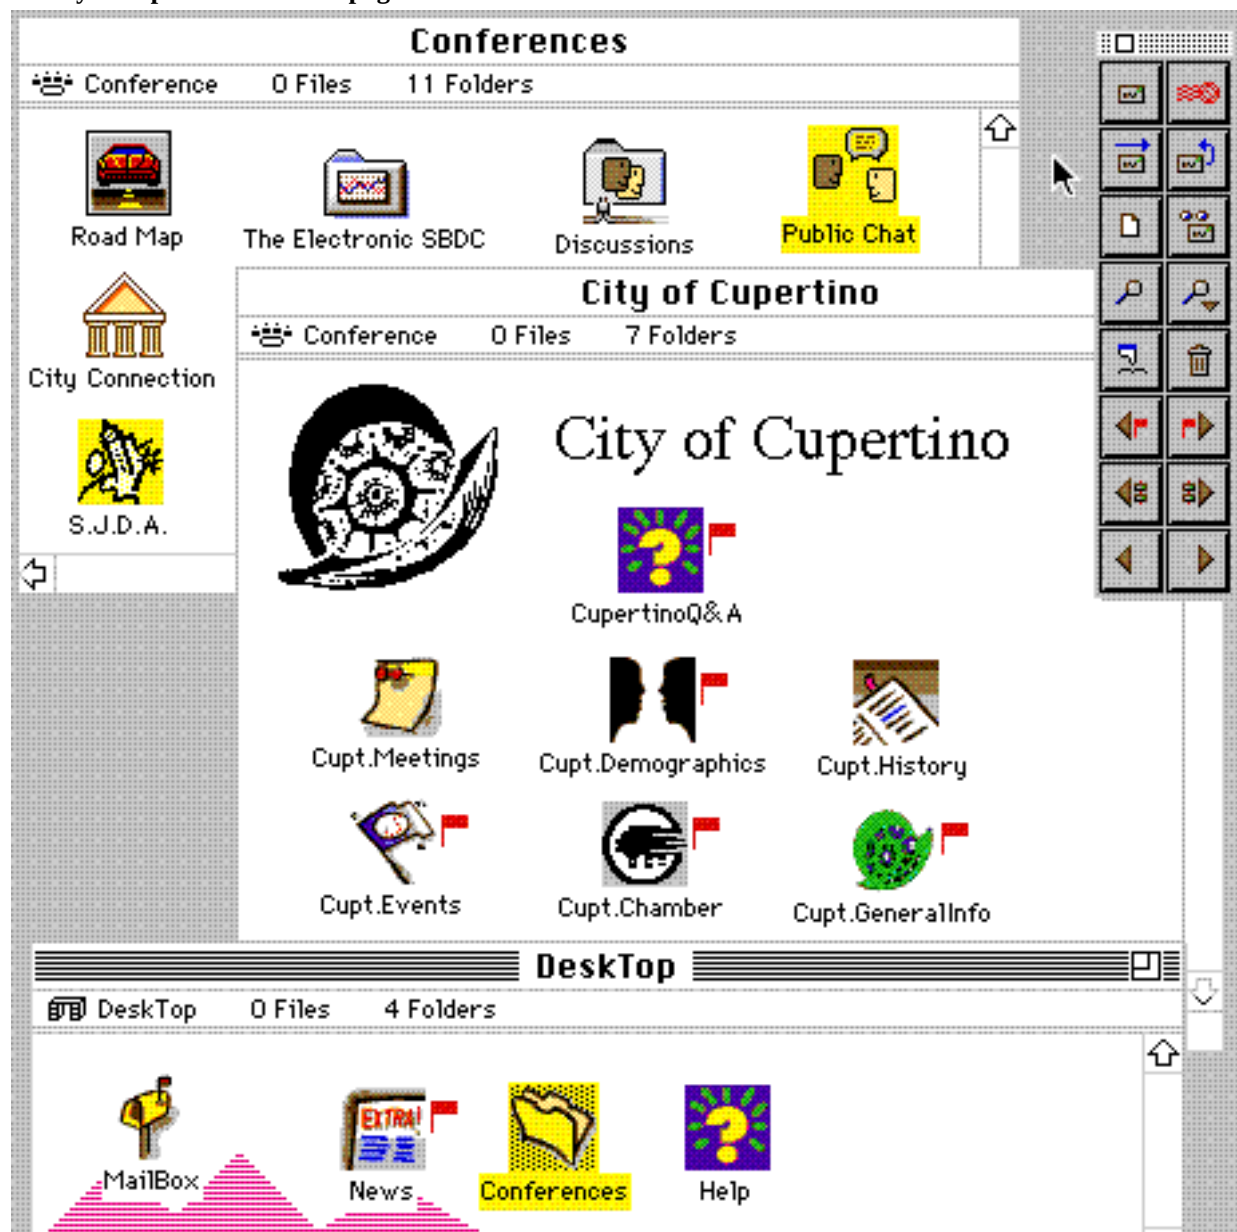 Conferences
Conference 0 Files 11 Folders
Road Map
The Electronic SBDC
Discussions
Public Chat
City Connection
S.J.D.A.
City of Cupertino
Conference 0 Files 7 Folders
City of Cupertino
CupertinoQ&A
Cupt.Meetings
Cupt.Demographics
Cupt.History
Cupt.Events
Cupt.Chamber
Cupt.GeneralInfo
DeskTop
DeskTop 0 Files 4 Folders
EXTRA!
MailBox
News
Conferences
Help